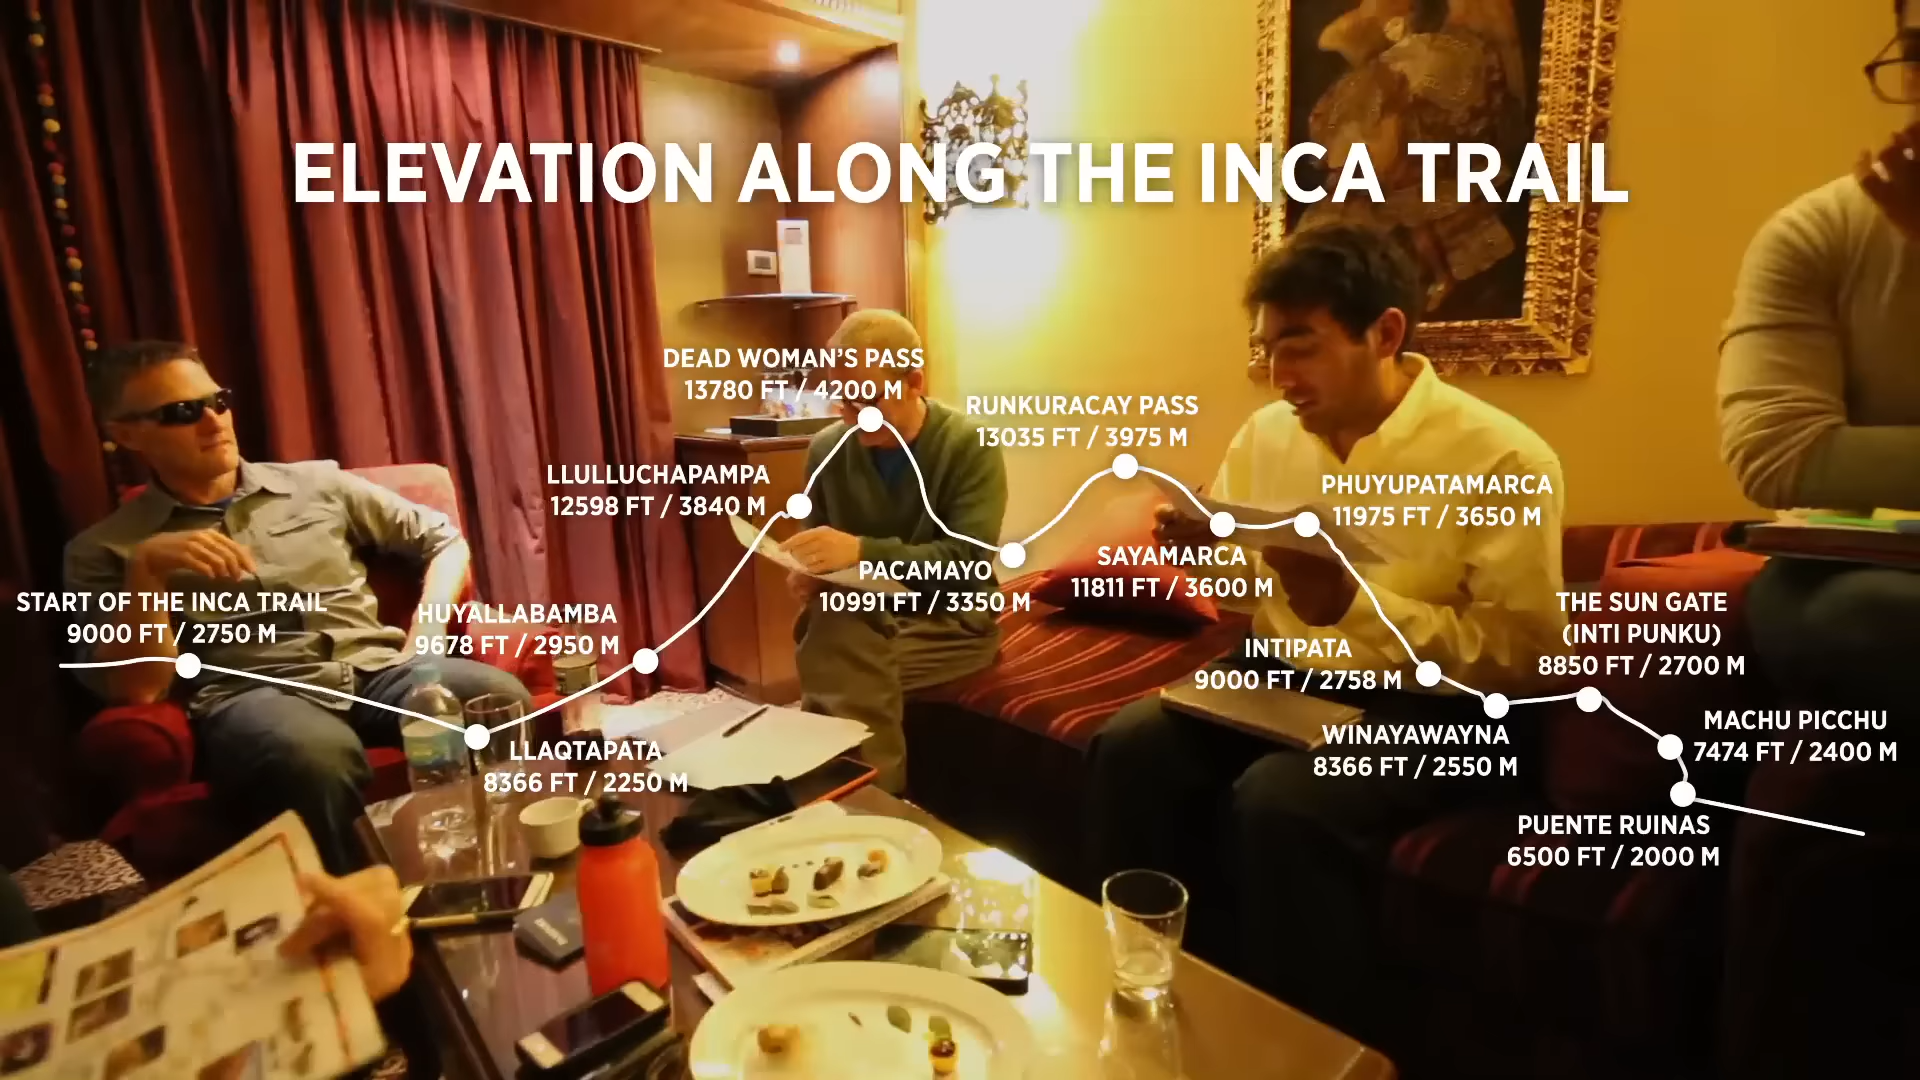 ELEVATION ALONG THE INCA TRAIL
START OF THE INCA TRAIL
9000 FT / 2750 M
LLAQTAPATA
8366 FT / 2250 M
HUYALLABAMBA
9678 FT / 2950 M
LLULLUCHAPAMPA
12598 FT / 3840 M
DEAD WOMAN'S PASS
13780 FT / 4200 M
PACAMAYO
10991 FT / 3350 M
RUNKURACAY PASS
13035 FT / 3975 M
SAYAMARCA
11811 FT / 3600 M
PHUYUPATAMARCA
11975 FT / 3650 M
INTIPATA
9000 FT / 2758 M
WINAYAWAYNA
8366 FT / 2550 M
THE SUN GATE
(INTI PUNKU)
8850 FT / 2700 M
MACHU PICCHU
7474 FT / 2400 M
PUENTE RUINAS
6500 FT / 2000 M